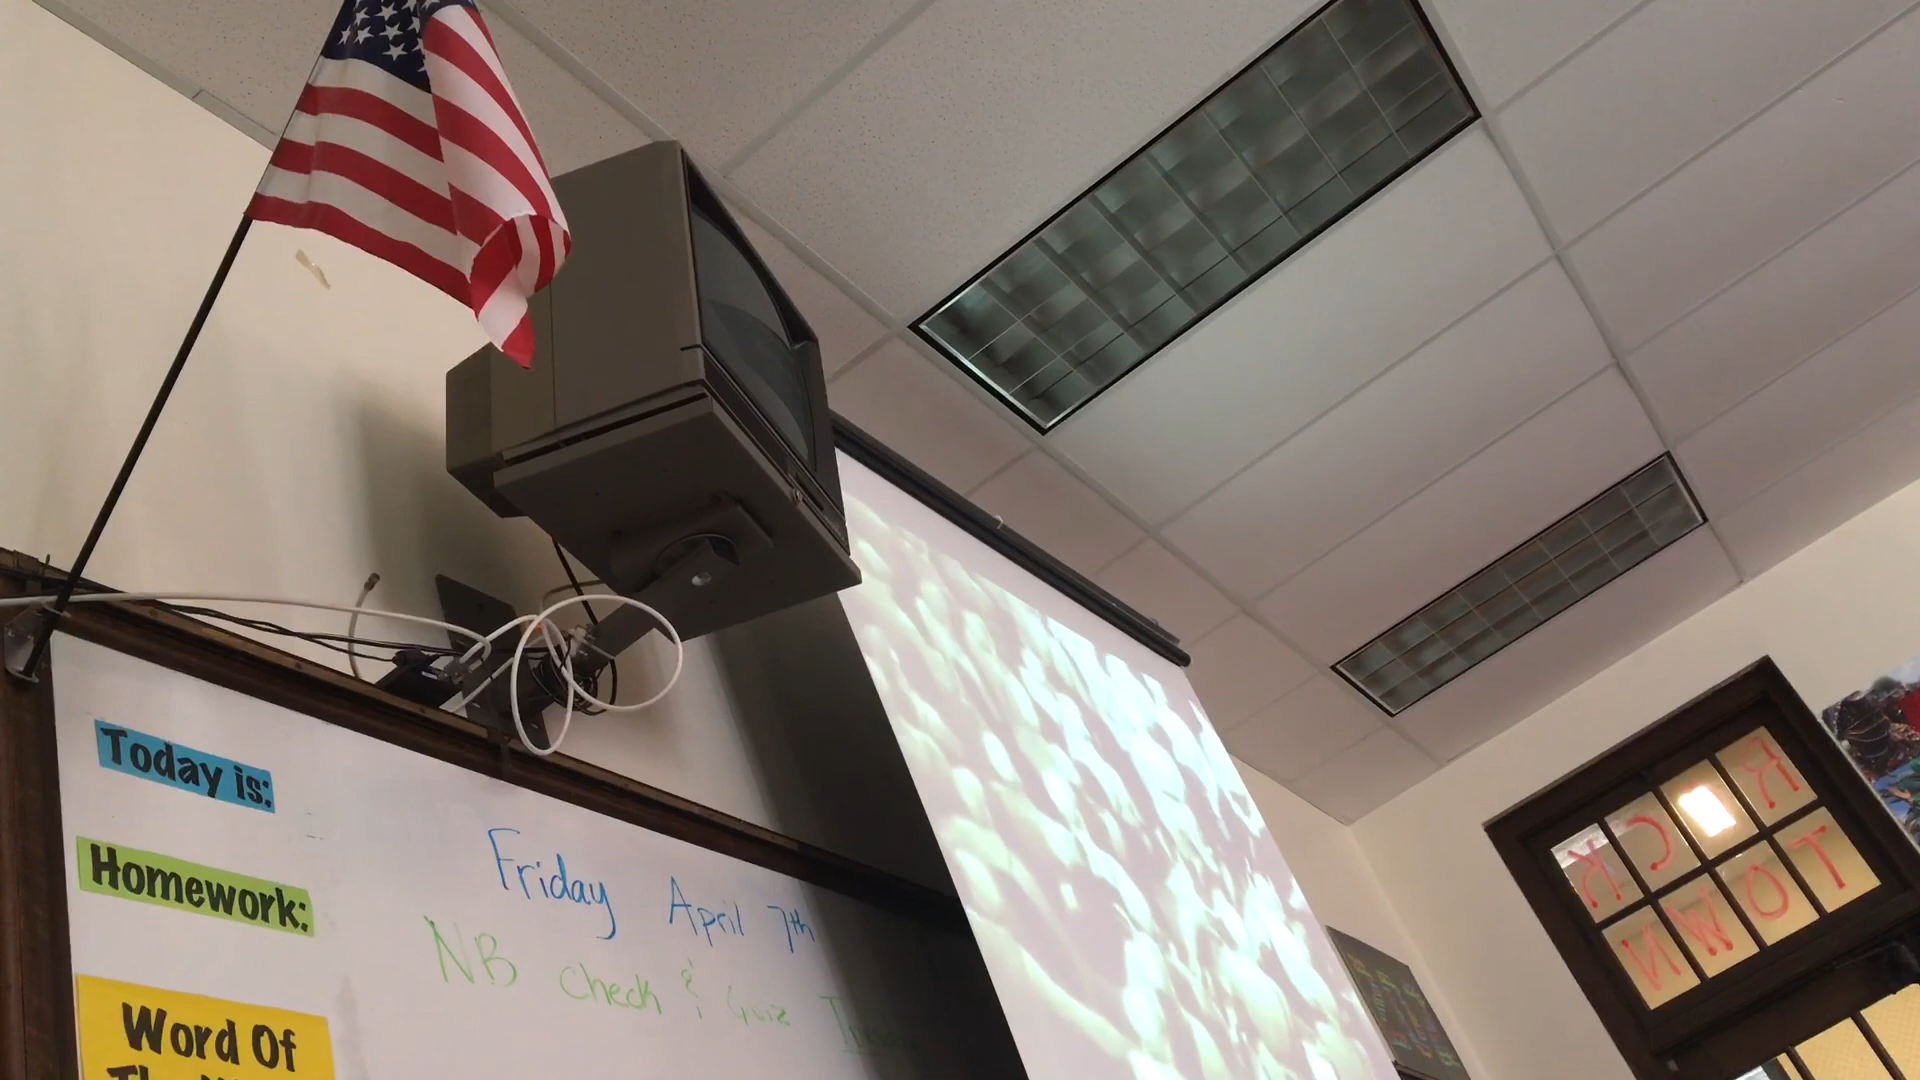 Today is:
Friday April 7th
Homework:
NB check & Quiz
Word Of
TOWN